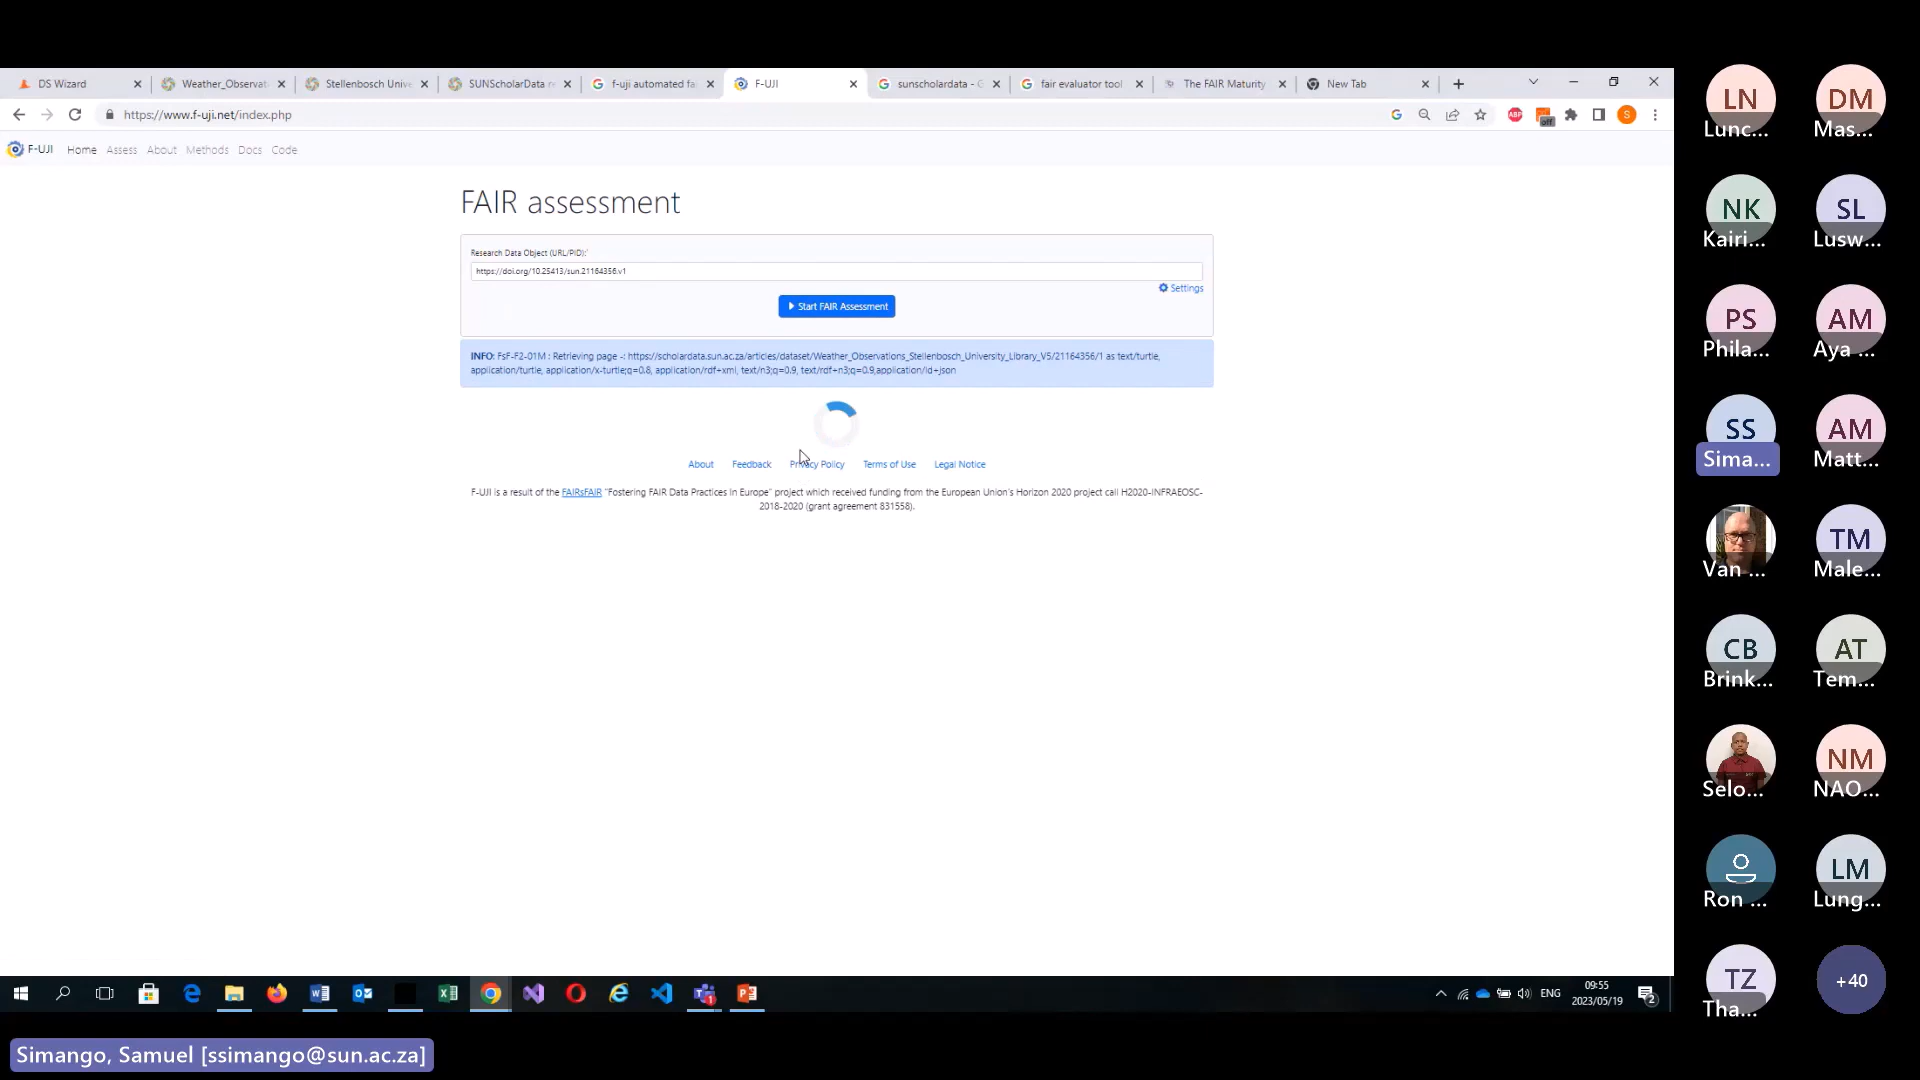 DS Wizard
Weather_Observat
Stellenbosch Unive
SUNScholarData r
f-uji automated fa
F-UJI
sunscholardata - G
fair evaluator tool
The FAIR Maturity
New Tab
https://www.f-uji.net/index.php
ABP
off
S
F-UJI
Home
Assess
About
Methods
Docs
Code
FAIR assessment
Research Data Object (URL/PID):*
https://doi.org/10.25413/sun.21164356.v1
Settings
Start FAIR Assessment
INFO: FsF-F2-01M : Retrieving page -: https://scholardata.sun.ac.za/articles/dataset/Weather_Observations_Stellenbosch_University_Library_V5/21164356/1 as text/turtle,
application/turtle, application/x-turtle;q=0.8, application/rdf+xml, text/n3;q=0.9, text/rdf+n3;q=0.9,application/ld+json
About
Feedback
Privacy Policy
Terms of Use
Legal Notice
F-UJI is a result of the FAIRsFAIR "Fostering FAIR Data Practices In Europe" project which received funding from the European Union's Horizon 2020 project call H2020-INFRAEOSC-
2018-2020 (grant agreement 831558).
LN
Lunc...
DM
Mas...
NK
Kairi...
SL
Lusw...
PS
Phila...
AM
Aya ...
SS
Sima...
AM
Matt...
Van ...
TM
Male...
CB
Brink...
AT
Tem...
Selo...
NM
NAO...
Ron ...
LM
Lung...
TZ
Tha...
+40
ENG
09:55
2023/05/19
2
Simango, Samuel [ssimango@sun.ac.za]